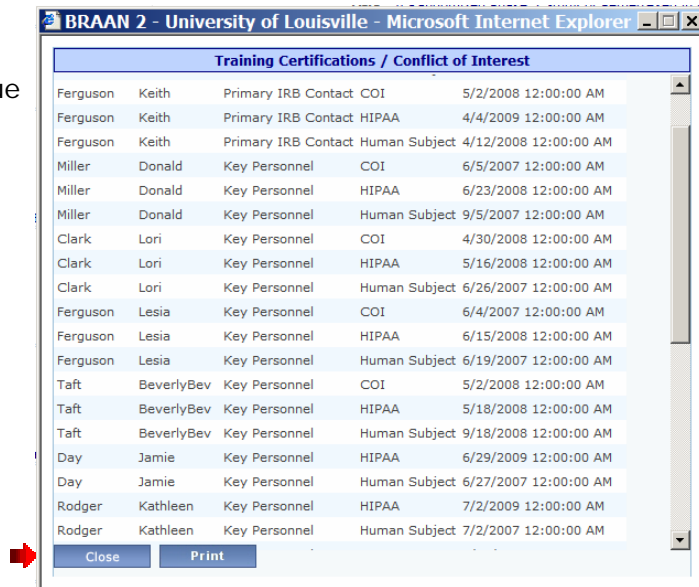 BRAAN 2 - University of Louisville - Microsoft Internet Explorer
Training Certifications / Conflict of Interest
ue
Ferguson Keith Primary IRB Contact COI 5/2/2008 12:00:00 AM
Ferguson Keith Primary IRB Contact HIPAA 4/4/2009 12:00:00 AM
Ferguson Keith Primary IRB Contact Human Subject 4/12/2008 12:00:00 AM
Miller Donald Key Personnel COI 6/5/2007 12:00:00 AM
Miller Donald Key Personnel HIPAA 6/23/2008 12:00:00 AM
Miller Donald Key Personnel Human Subject 9/5/2007 12:00:00 AM
Clark Lori Key Personnel COI 4/30/2008 12:00:00 AM
Clark Lori Key Personnel HIPAA 5/16/2008 12:00:00 AM
Clark Lori Key Personnel Human Subject 6/26/2007 12:00:00 AM
Ferguson Lesia Key Personnel COI 6/4/2007 12:00:00 AM
Ferguson Lesia Key Personnel HIPAA 6/15/2008 12:00:00 AM
Ferguson Lesia Key Personnel Human Subject 6/19/2007 12:00:00 AM
Taft BeverlyBev Key Personnel COI 5/2/2008 12:00:00 AM
Taft BeverlyBev Key Personnel HIPAA 5/18/2008 12:00:00 AM
Taft BeverlyBev Key Personnel Human Subject 9/18/2008 12:00:00 AM
Day Jamie Key Personnel HIPAA 6/29/2009 12:00:00 AM
Day Jamie Key Personnel Human Subject 6/27/2007 12:00:00 AM
Rodger Kathleen Key Personnel HIPAA 7/2/2009 12:00:00 AM
Rodger Kathleen Key Personnel Human Subject 7/2/2007 12:00:00 AM
Close Print